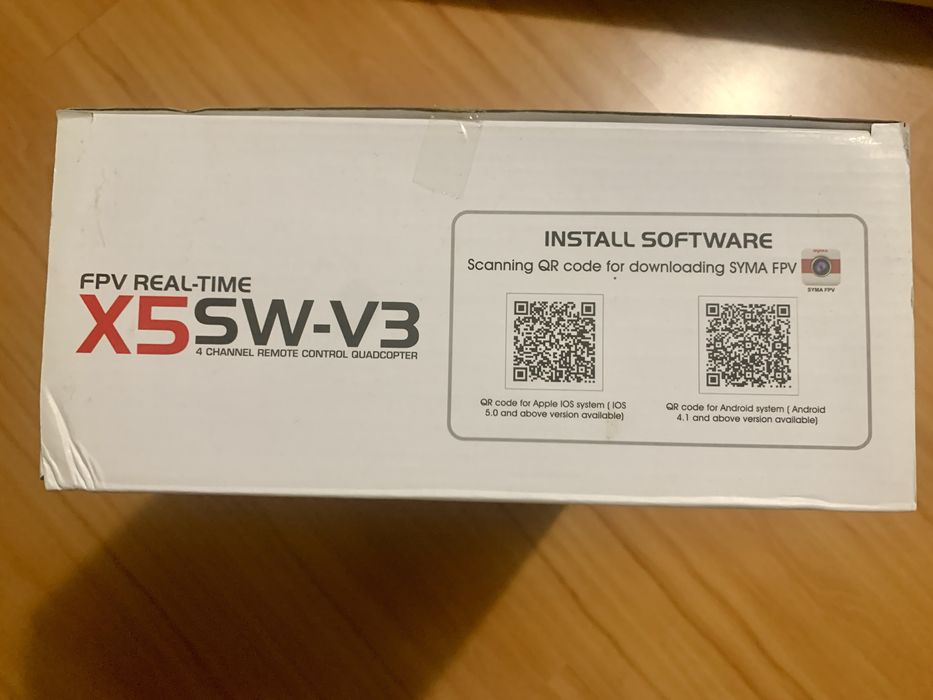 FPV REAL-TIME
X5SW-V3
4 CHANNEL REMOTE CONTROL QUADCOPTER
INSTALL SOFTWARE
Scanning QR code for downloading SYMA FPV
syma
SYMA FPV
QR code for Apple IOS system ( IOS
5.0 and above version available)
QR code for Android system ( Android
4.1 and above version available)